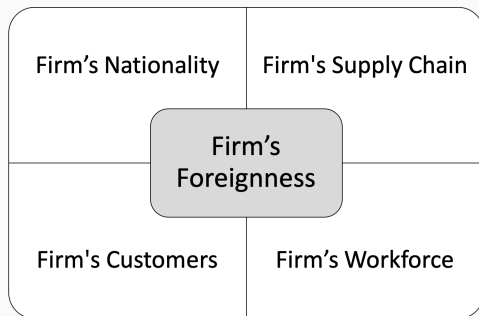 Firm’s Nationality
Firm's Supply Chain
Firm’s
Foreignness
Firm's Customers
Firm’s Workforce